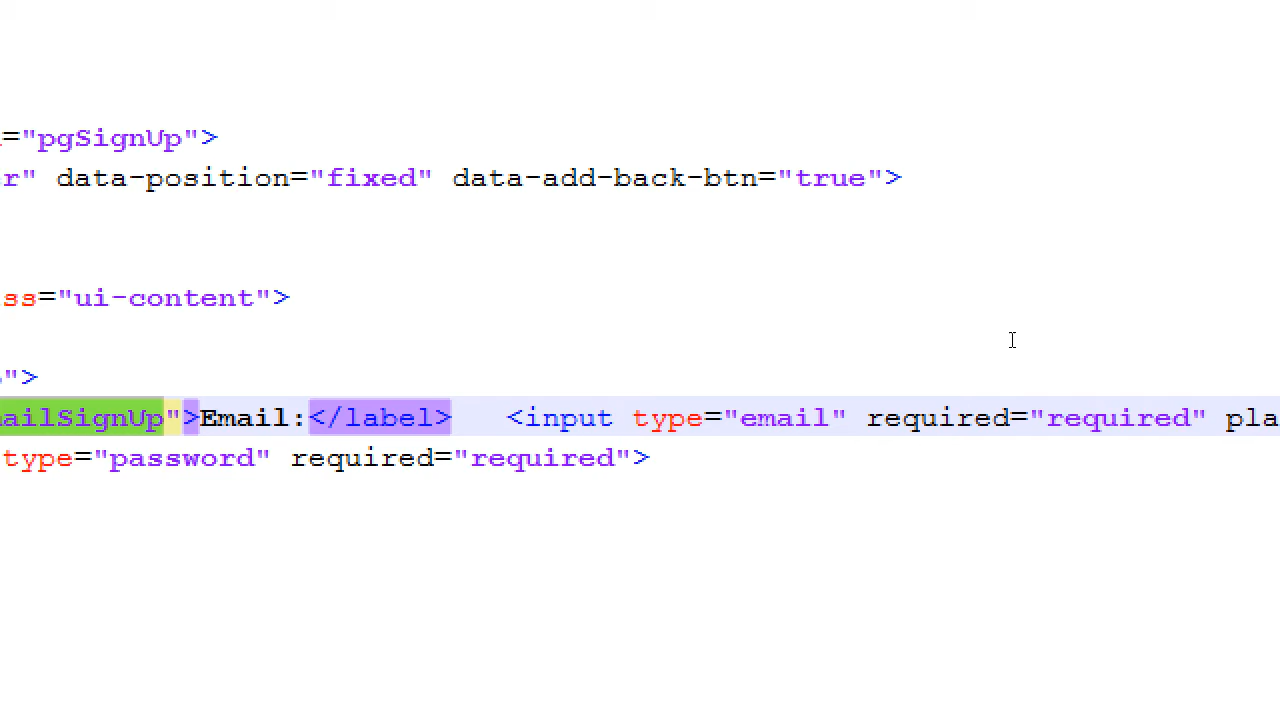 ="pgSignUp">
r" data-position="fixed" data-add-back-btn="true">
ss="ui-content">
">
ailSignUp">Email:</label> <input type="email" required="required" pla
type="password" required="required">